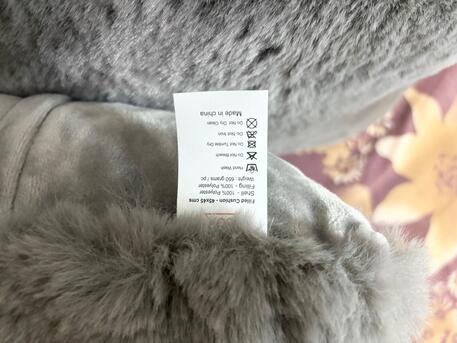 Filled Cushion - 45x45 cms
Shell - 100% Polyester
Filling - 100% Polyester
Weight : 650 grams / pc
Hand Wash
Do Not Bleach
Do Not Tumble Dry
Do Not Iron
Do Not Dry Clean
Made in china